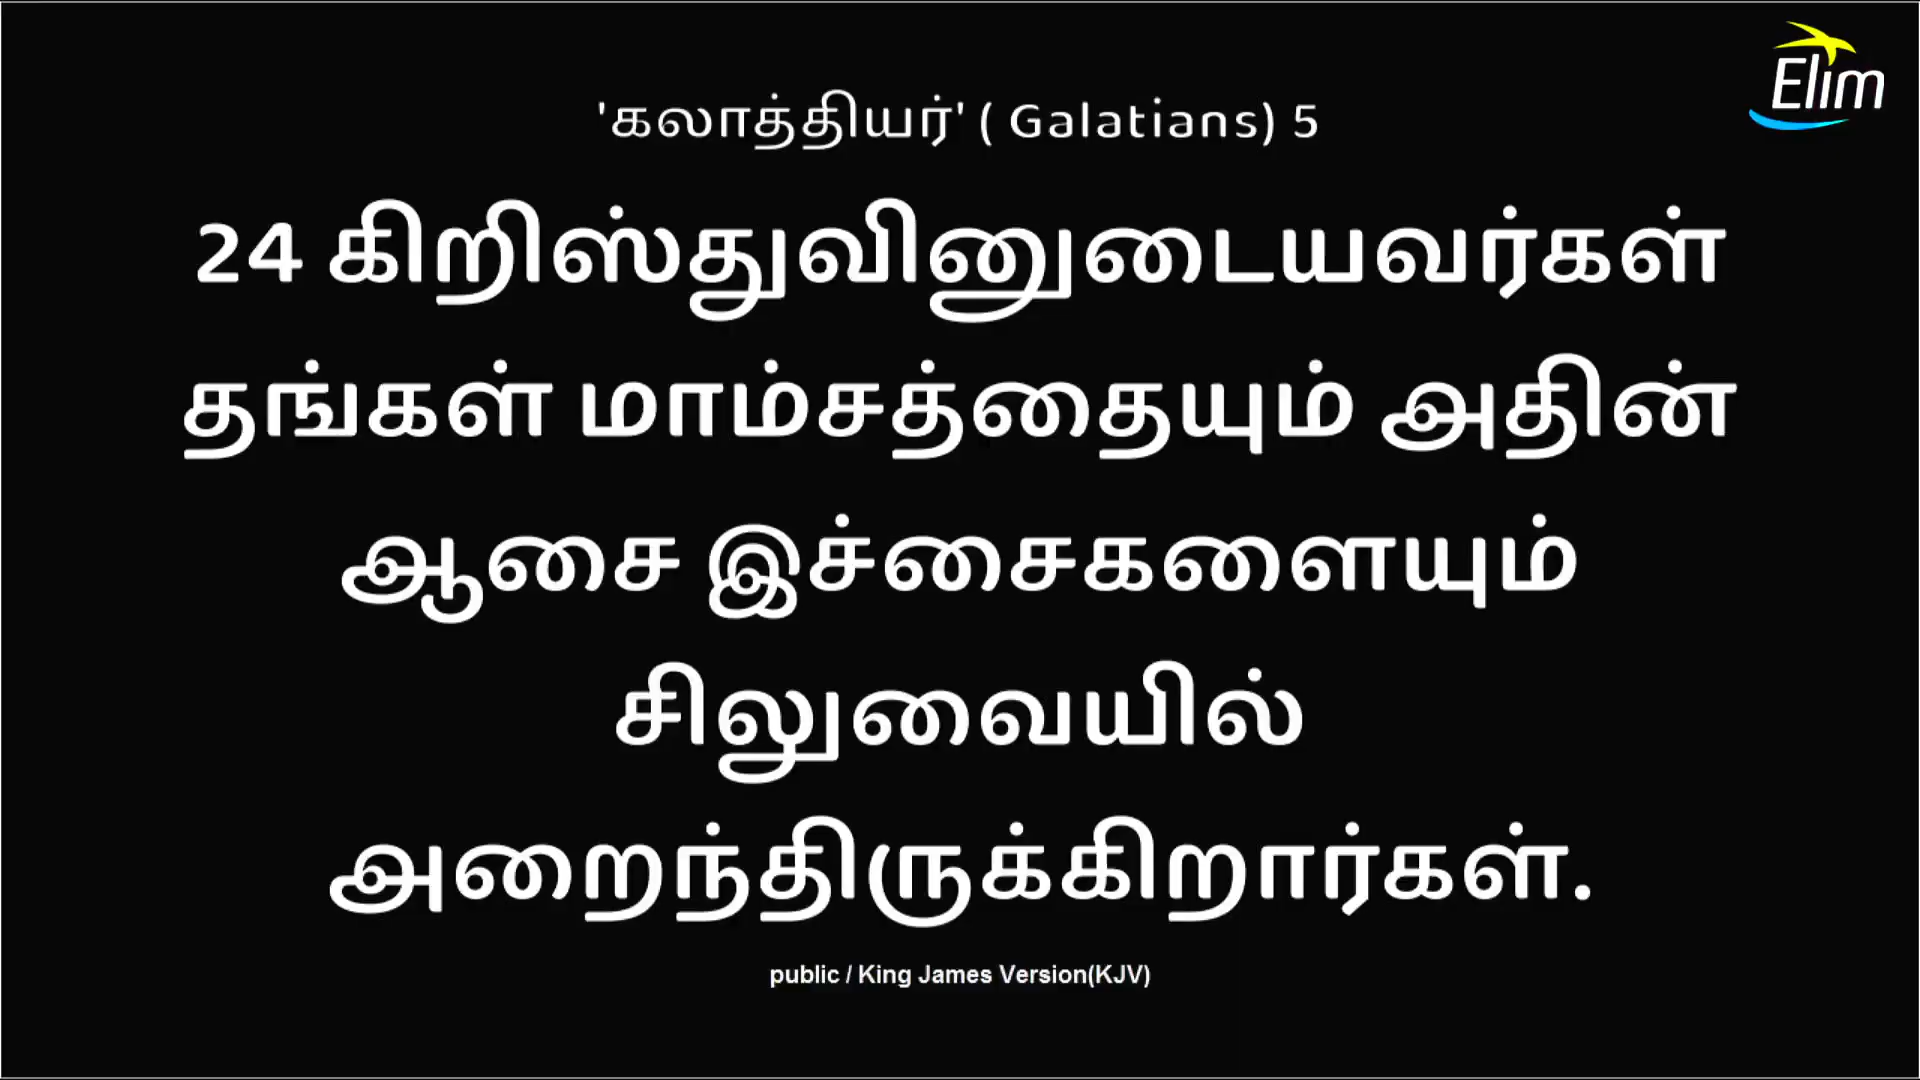 Elim
'கலாத்தியர்' ( Galatians) 5
24 கிறிஸ்துவினுடையவர்கள்
தங்கள் மாம்சத்தையும் அதின்
ஆசை இச்சைகளையும்
சிலுவையில்
அறைந்திருக்கிறார்கள்.
public / King James Version(KJV)